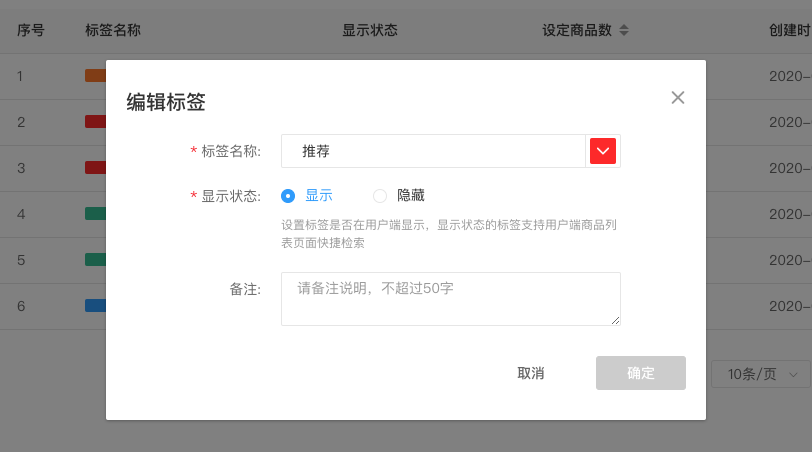 序号 标签名称 显示状态 设定商品数 创建时
1 2020-
2 2020-
3 2020-
4 2020-
5 2020-
6 2020-
编辑标签
* 标签名称: 推荐
* 显示状态: 显示 隐藏
设置标签是否在用户端显示，显示状态的标签支持用户端商品列
表页面快捷检索
备注: 请备注说明，不超过50字
取消 确定
10条/页